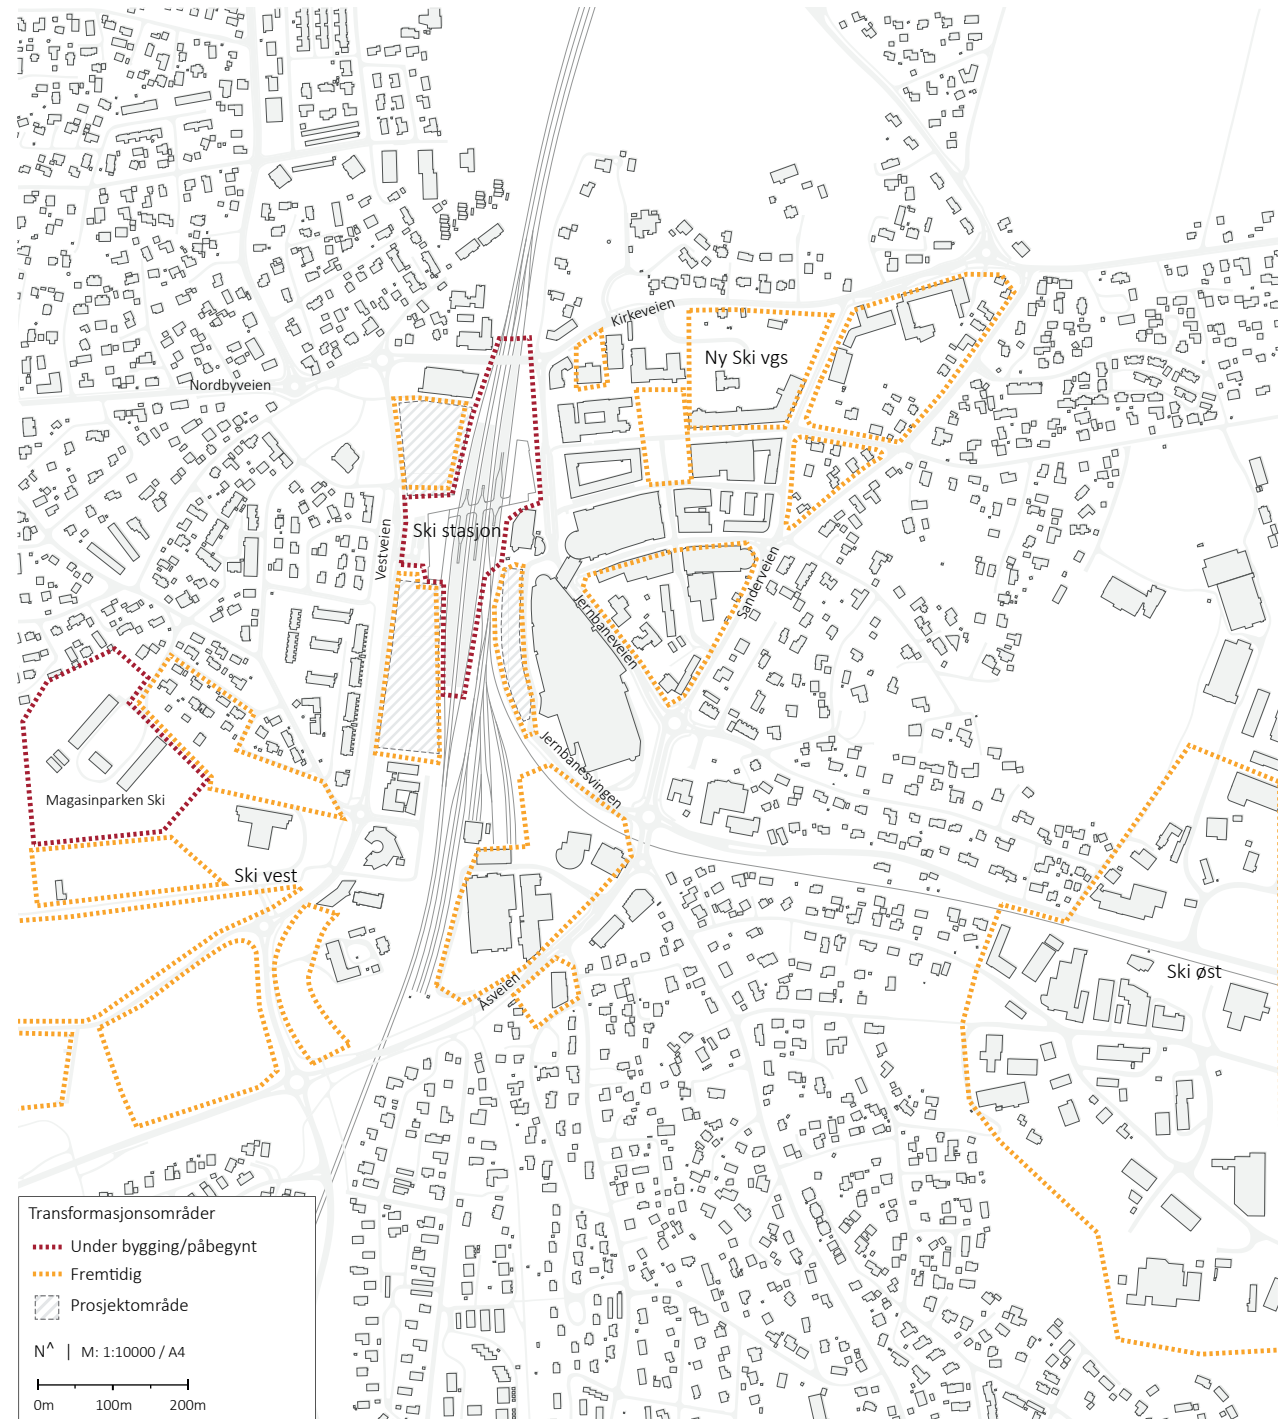 Kirkeveien
Ny Ski vgs
Nordbyveien
Vestveien
Ski stasjon
Sanderveien
Jernbaneveien
Jernbanesvingen
Magasinparken Ski
Ski vest
Ski øst
Åsveien
Transformasjonsområder
Under bygging/påbegynt
Fremtidig
Prosjektområde
N^ | M: 1:10000 / A4
0m 100m 200m